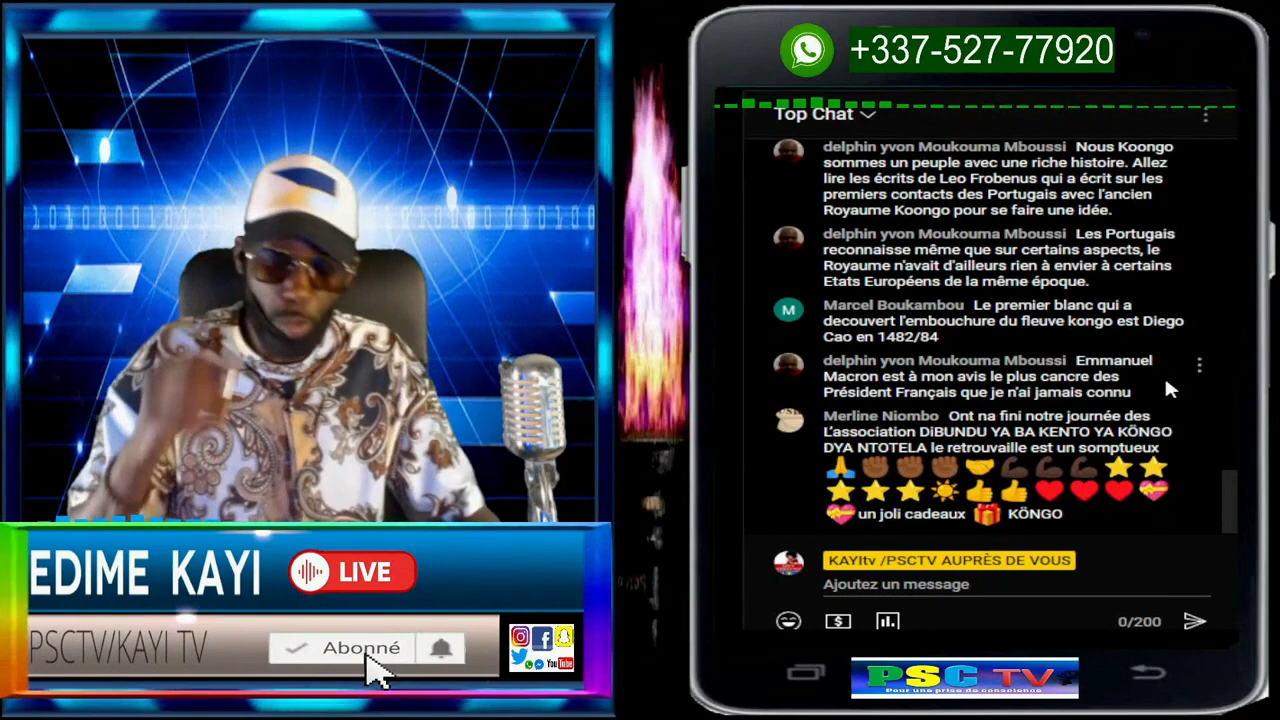 +337-527-77920
Top Chat
delphin yvon Moukouma Mboussi Nous Koongo
sommes un peuple avec une riche histoire. Allez
lire les écrits de Leo Frobenus qui a écrit sur les
premiers contacts des Portugais avec l'ancien
Royaume Koongo pour se faire une idée.
delphin yvon Moukouma Mboussi Les Portugais
reconnaisse même que sur certains aspects, le
Royaume n'avait d'ailleurs rien à envier à certains
Etats Européens de la même époque.
M
Marcel Boukambou Le premier blanc qui a
decouvert l'embouchure du fleuve kongo est Diego
Cao en 1482/84
delphin yvon Moukouma Mboussi Emmanuel
Macron est à mon avis le plus cancre des
Président Français que je n'ai jamais connu
Merline Niombo Ont na fini notre journée des
L'association DiBUNDU YA BA KENTO YA KÖNGO
DYA NTOTELA le retrouvaille est un somptueux
🙏✊🏾✊🏾✊🏾🤝💪🏿💪🏿💪🏿⭐⭐
⭐⭐⭐☀️👍👍❤️❤️❤️💝
💝 un joli cadeaux 🎁 KÖNGO
KAYItv /PSCTV AUPRÈS DE VOUS
Ajoutez un message
0/200
EDIME KAYI
LIVE
PSCTV/KAYI TV
Abonné
You Tube
PSC TV
Pour une prise de conscience